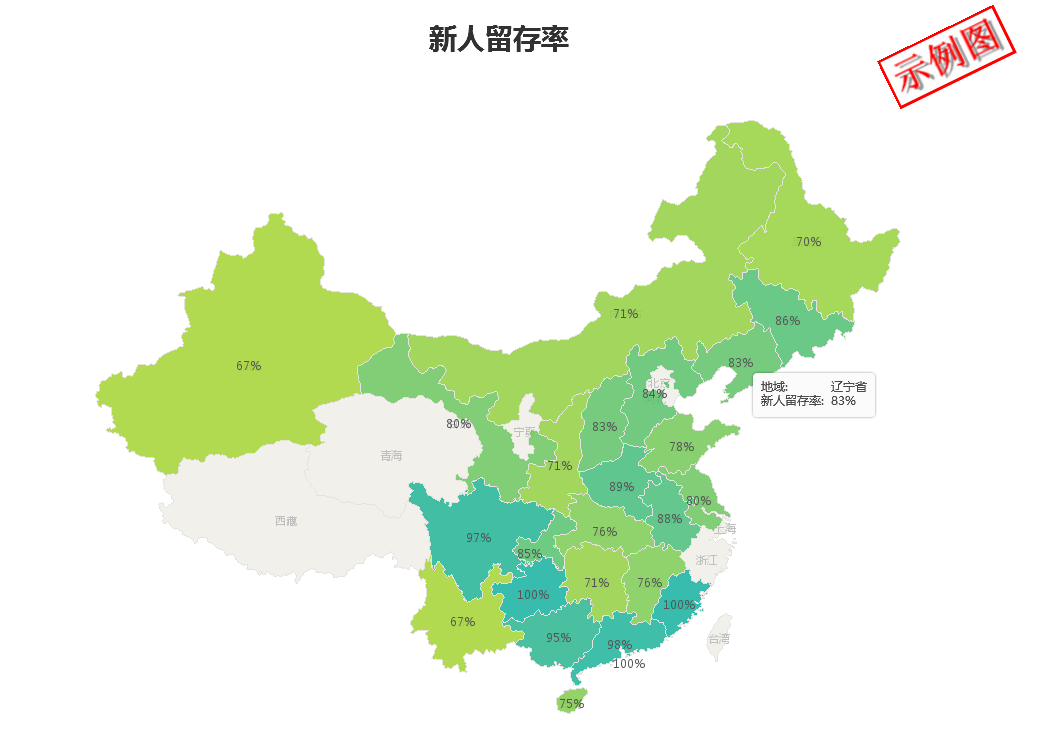 新人留存率
示例图
70%
71%
86%
67%
83%
地域: 辽宁省
新人留存率: 83%
北京
84%
80%
83%
宁夏
78%
青海
71%
89%
80%
西藏
88%
上海
76%
97%
85%
浙江
71%
76%
100%
100%
67%
95%
98%
台湾
100%
75%